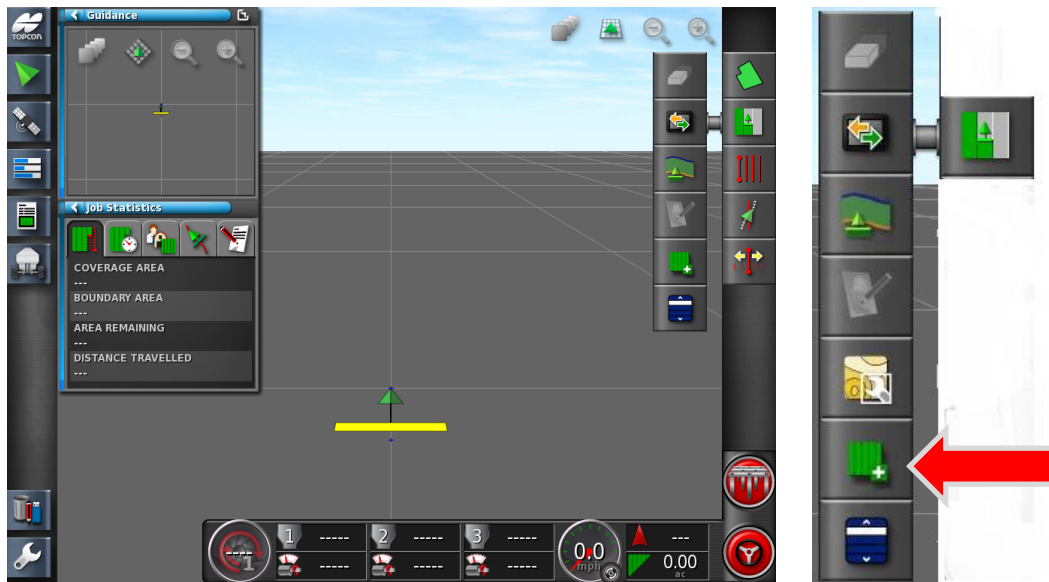 TOPCON
Guidance
Job Statistics
COVERAGE AREA
---
BOUNDARY AREA
---
AREA REMAINING
---
DISTANCE TRAVELLED
---
---- 1
1 ----- 2 ----- 3 -----
----- ----- -----
0.0
mph
---
0.00
ac